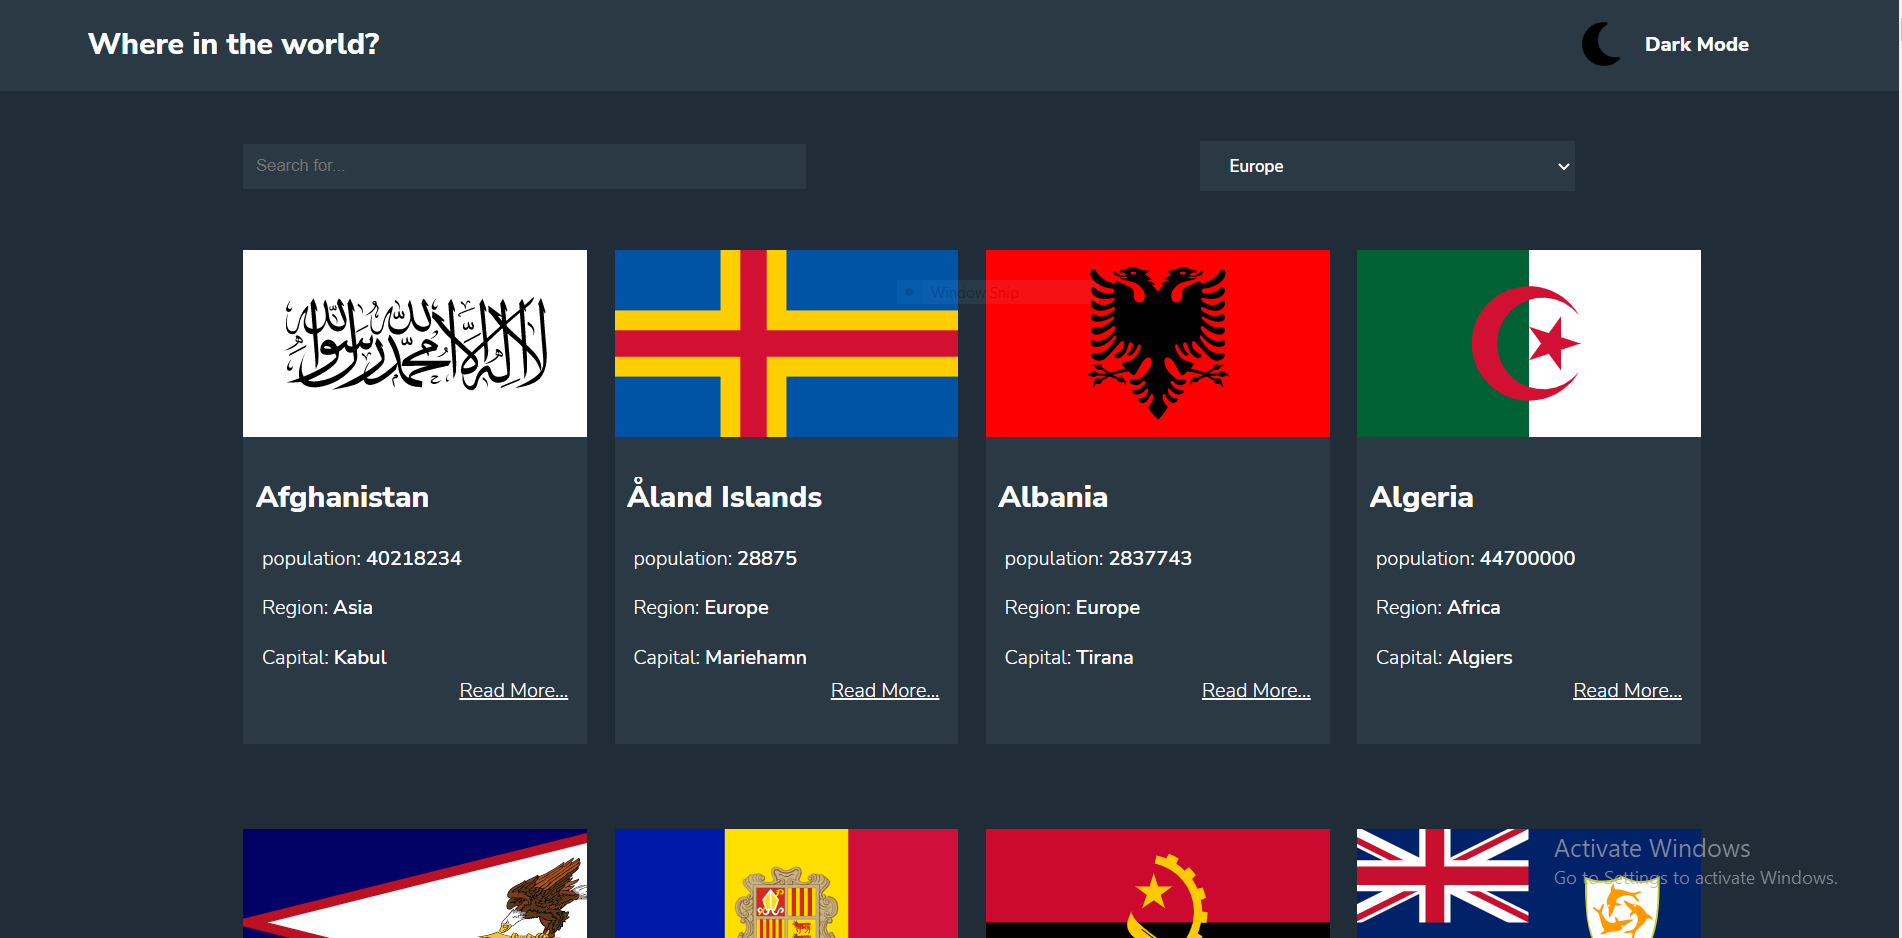 Where in the world?
Dark Mode
Search for...
Europe
Window Snip
لا إله إلا الله محمد رسول الله
Afghanistan
population: 40218234
Region: Asia
Capital: Kabul
Read More...
Åland Islands
population: 28875
Region: Europe
Capital: Mariehamn
Read More...
Albania
population: 2837743
Region: Europe
Capital: Tirana
Read More...
Algeria
population: 44700000
Region: Africa
Capital: Algiers
Read More...
Activate Windows
Go to Settings to activate Windows.